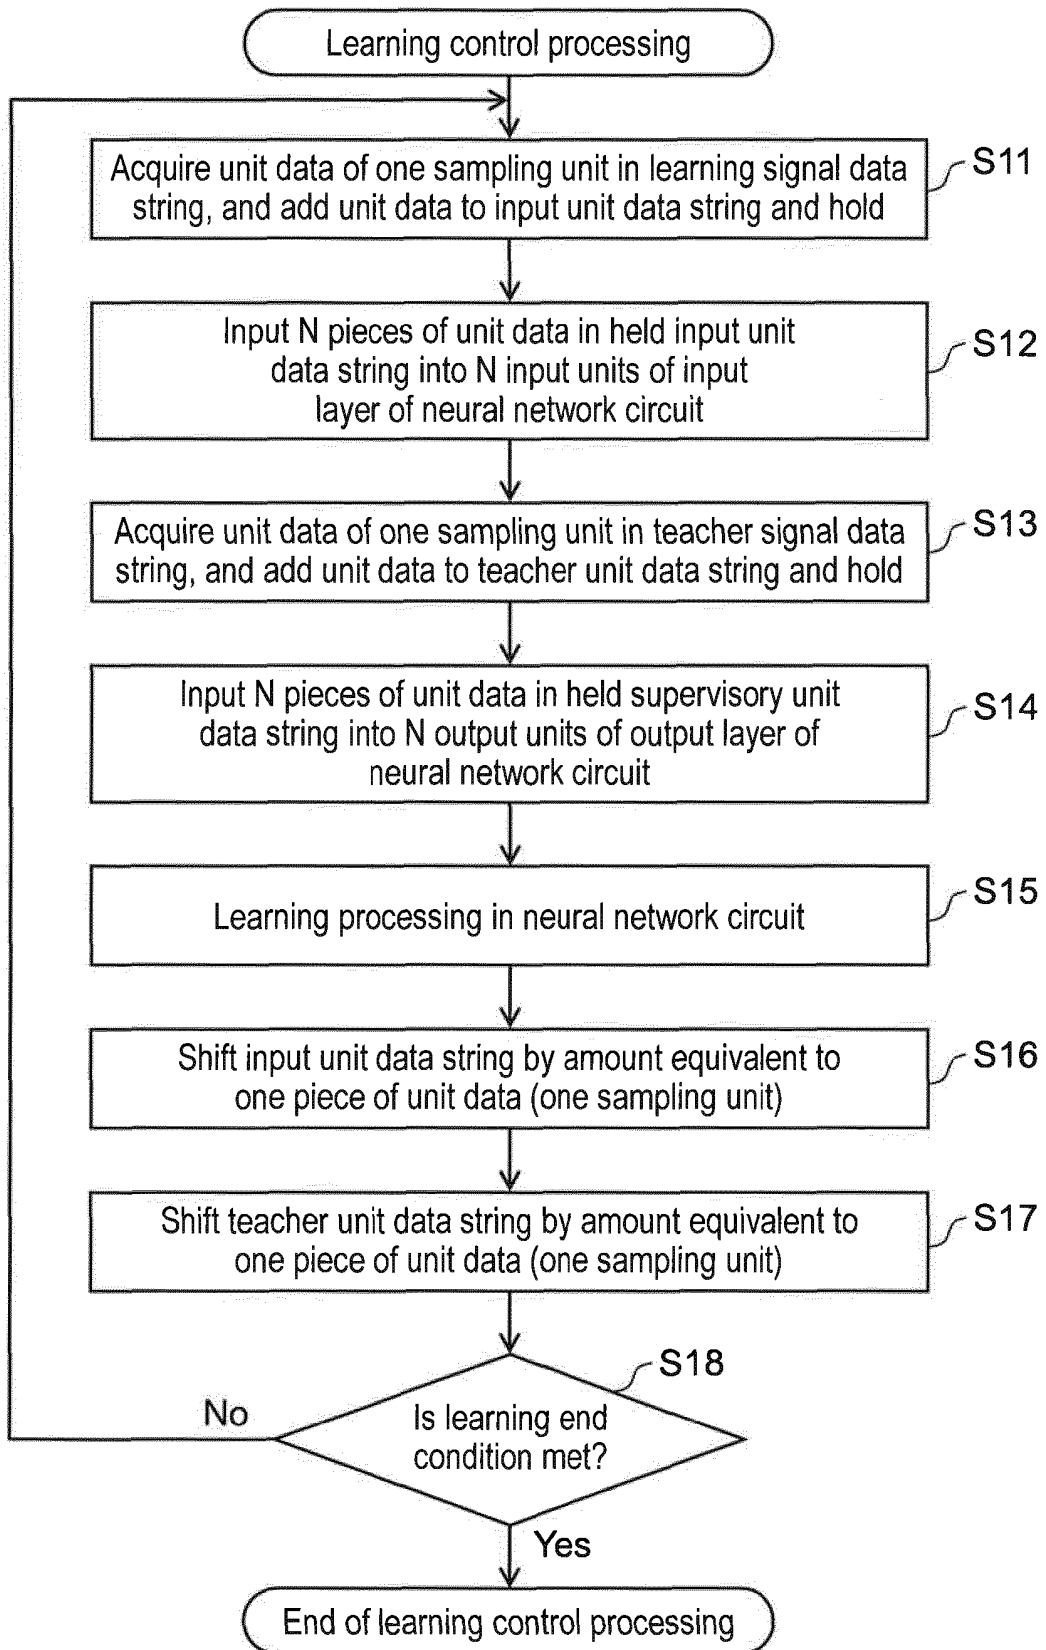 Learning control processing
Acquire unit data of one sampling unit in learning signal data
string, and add unit data to input unit data string and hold
S11
Input N pieces of unit data in held input unit
data string into N input units of input
layer of neural network circuit
S12
Acquire unit data of one sampling unit in teacher signal data
string, and add unit data to teacher unit data string and hold
S13
Input N pieces of unit data in held supervisory unit
data string into N output units of output layer of
neural network circuit
S14
Learning processing in neural network circuit
S15
Shift input unit data string by amount equivalent to
one piece of unit data (one sampling unit)
S16
Shift teacher unit data string by amount equivalent to
one piece of unit data (one sampling unit)
S17
S18
Is learning end
condition met?
No
Yes
End of learning control processing